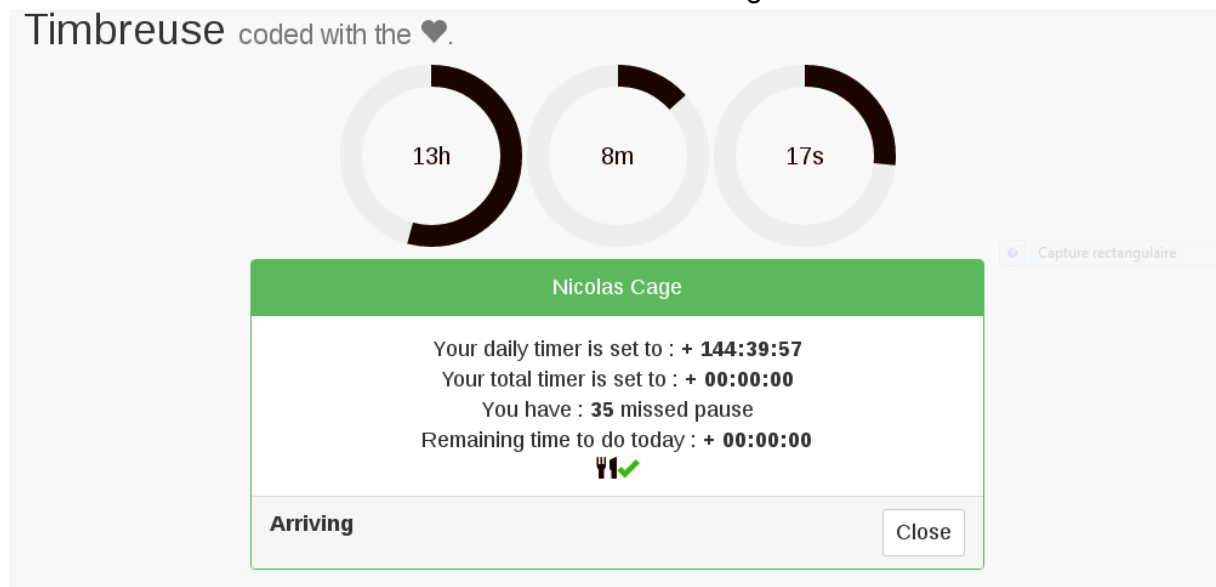 Timbreuse coded with the ♥.
13h 8m 17s
Capture rectangulaire
Nicolas Cage
Your daily timer is set to : + 144:39:57
Your total timer is set to : + 00:00:00
You have : 35 missed pause
Remaining time to do today : + 00:00:00
Arriving
Close